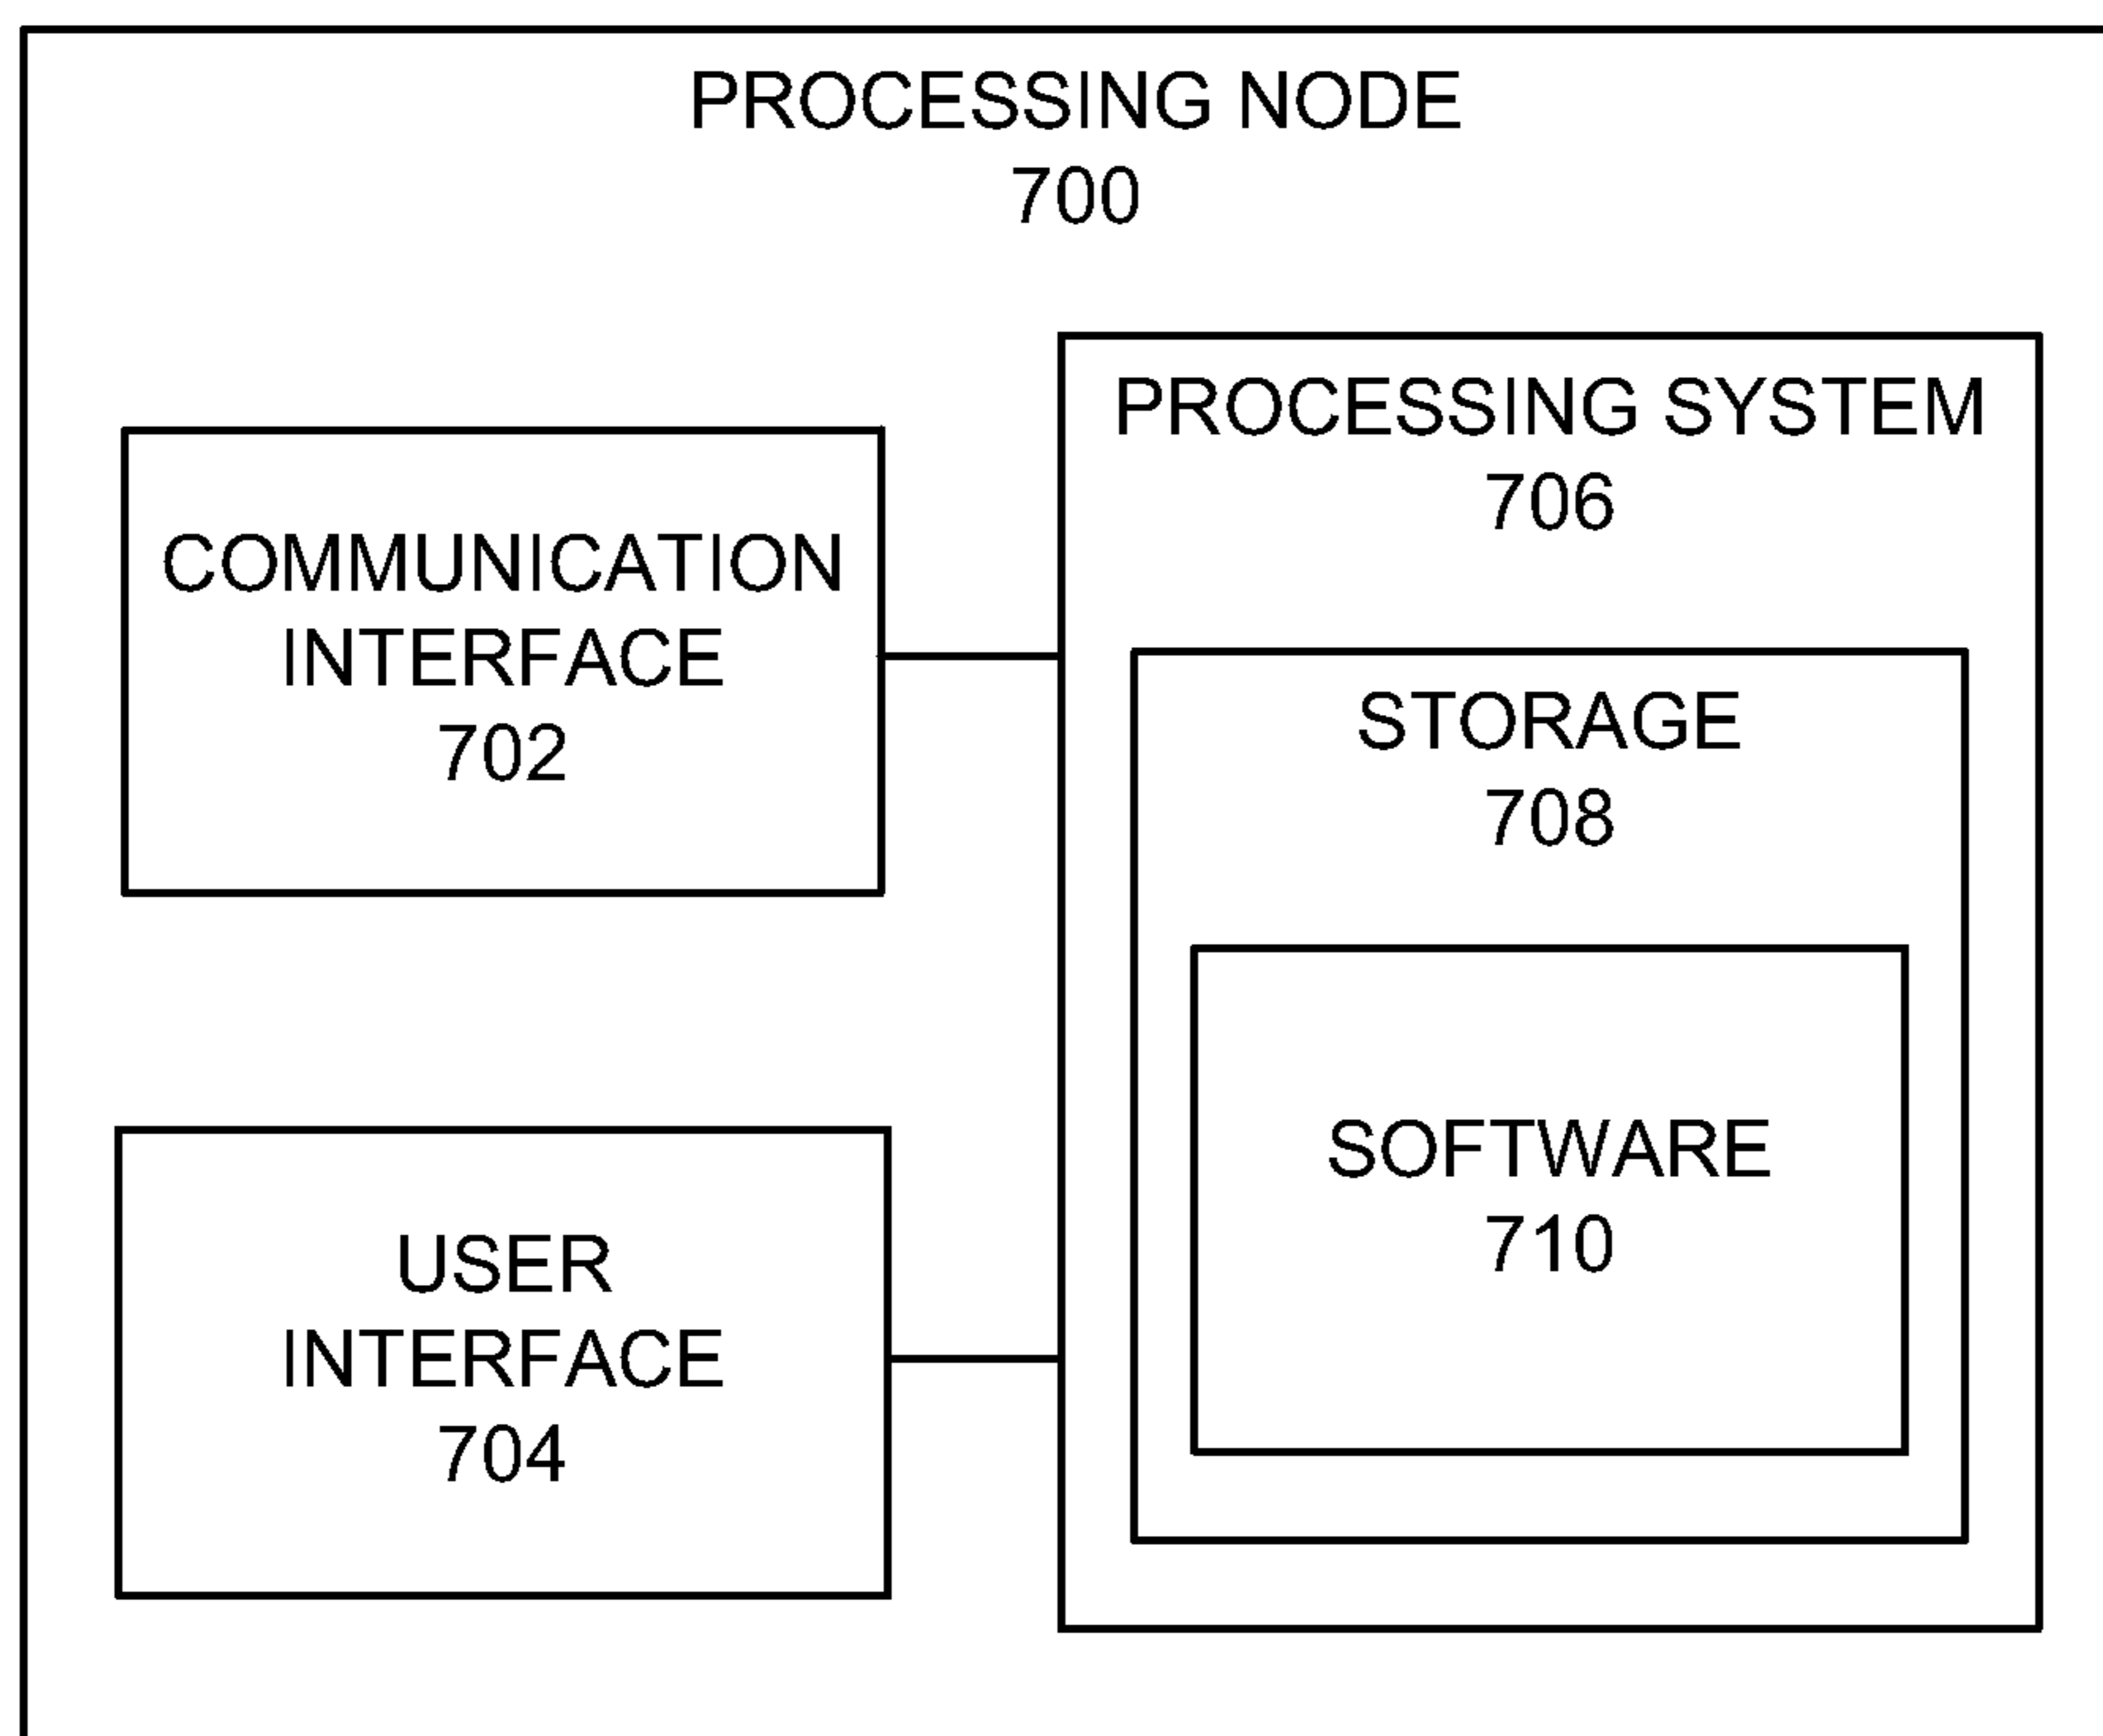 PROCESSING NODE
700
COMMUNICATION
INTERFACE
702
USER
INTERFACE
704
PROCESSING SYSTEM
706
STORAGE
708
SOFTWARE
710